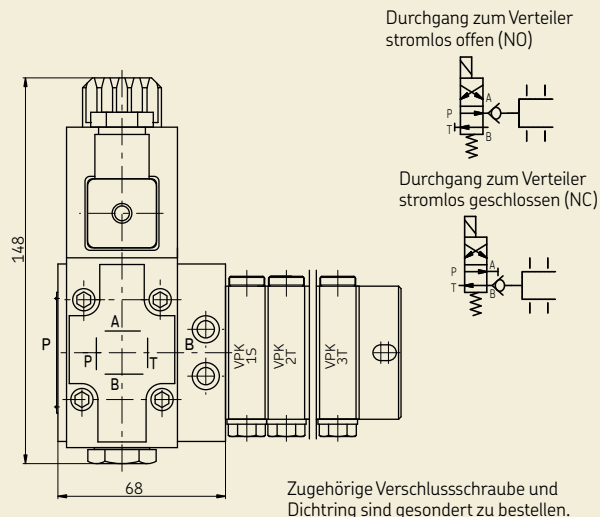 Durchgang zum Verteiler
stromlos offen (NO)
A
P
T
B
Durchgang zum Verteiler
stromlos geschlossen (NC)
P
A
T
B
148
A
P
P
T
B
B
VPK
1S
VPK
2T
VPK
3T
68
Zugehörige Verschlussschraube und
Dichtring sind gesondert zu bestellen.